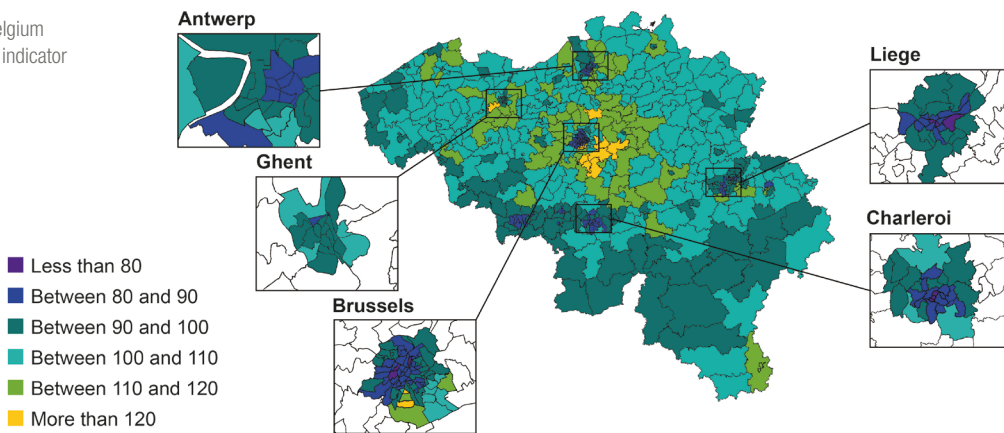 elgium
indicator
Antwerp
Liege
Ghent
Charleroi
Brussels
Less than 80
Between 80 and 90
Between 90 and 100
Between 100 and 110
Between 110 and 120
More than 120